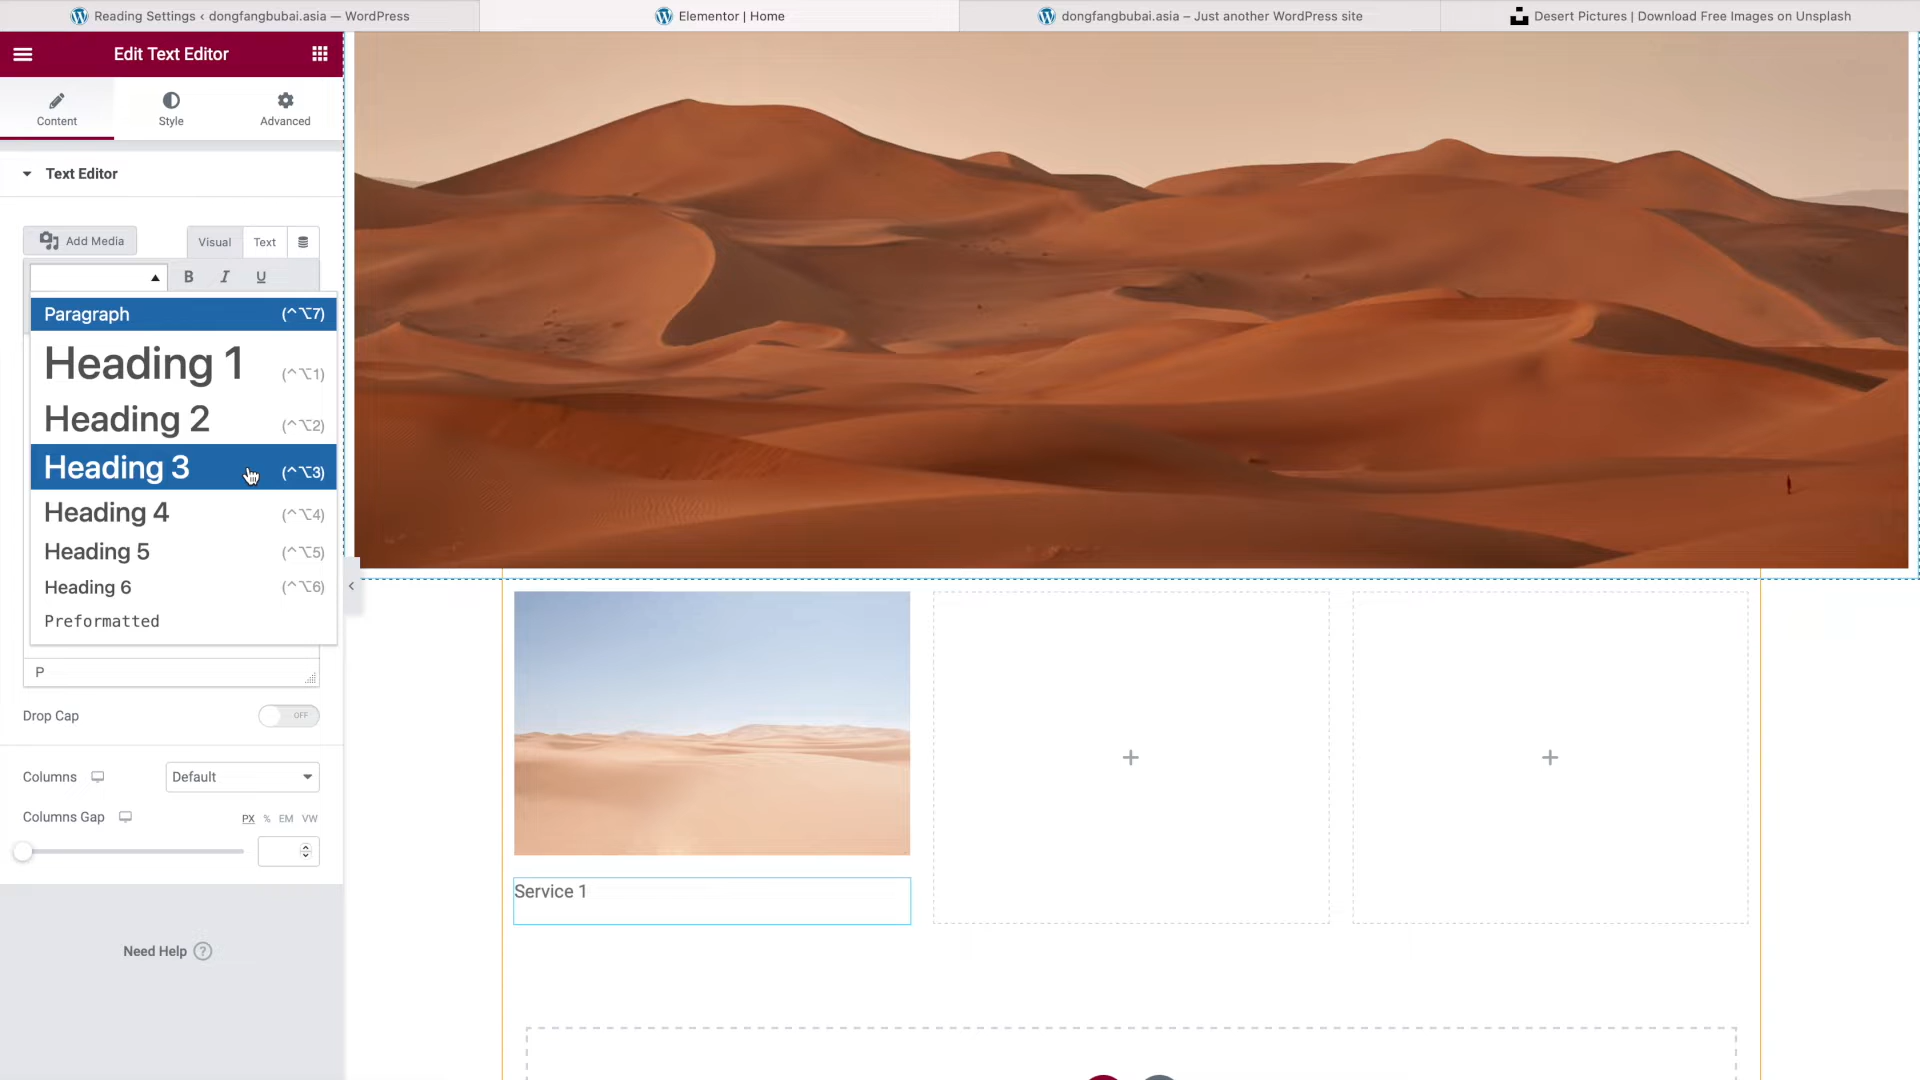 Reading Settings ‹ dongfangbubai.asia — WordPress
Elementor | Home
dongfangbubai.asia – Just another WordPress site
Desert Pictures | Download Free Images on Unsplash
Edit Text Editor
Content
Style
Advanced
Text Editor
Add Media
Visual
Text
B I U
Paragraph (^⌥7)
Heading 1 (^⌥1)
Heading 2 (^⌥2)
Heading 3 (^⌥3)
Heading 4 (^⌥4)
Heading 5 (^⌥5)
Heading 6 (^⌥6)
Preformatted
P
Drop Cap
OFF
Columns
Default
Columns Gap
PX % EM VW
Need Help ?
Service 1